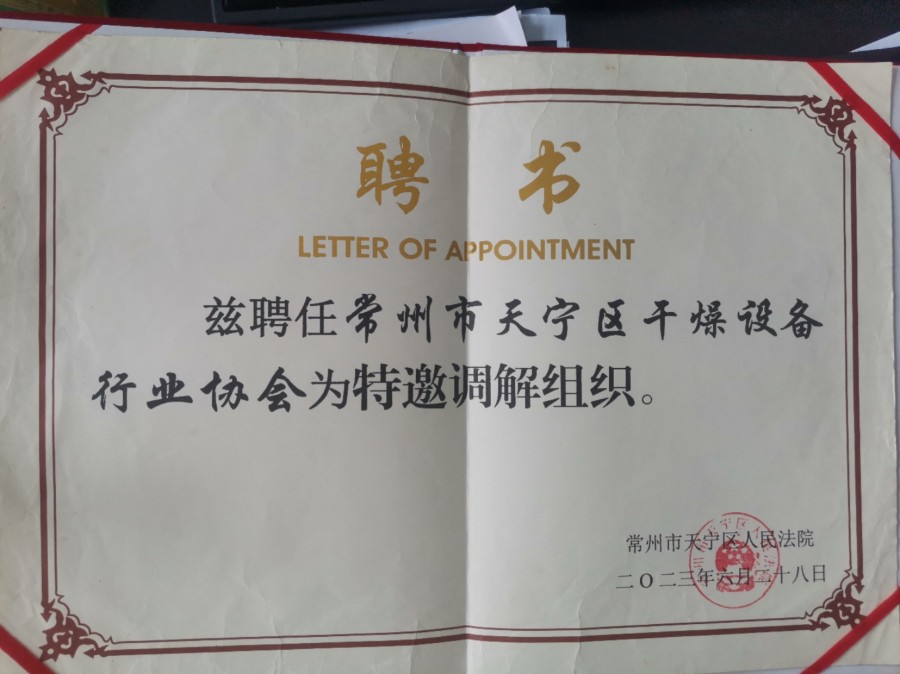 聘 书
LETTER OF APPOINTMENT
兹聘任常州市天宁区干燥设备
行业协会为特邀调解组织。
常州市天宁区人民法院
二〇二三年六月二十八日